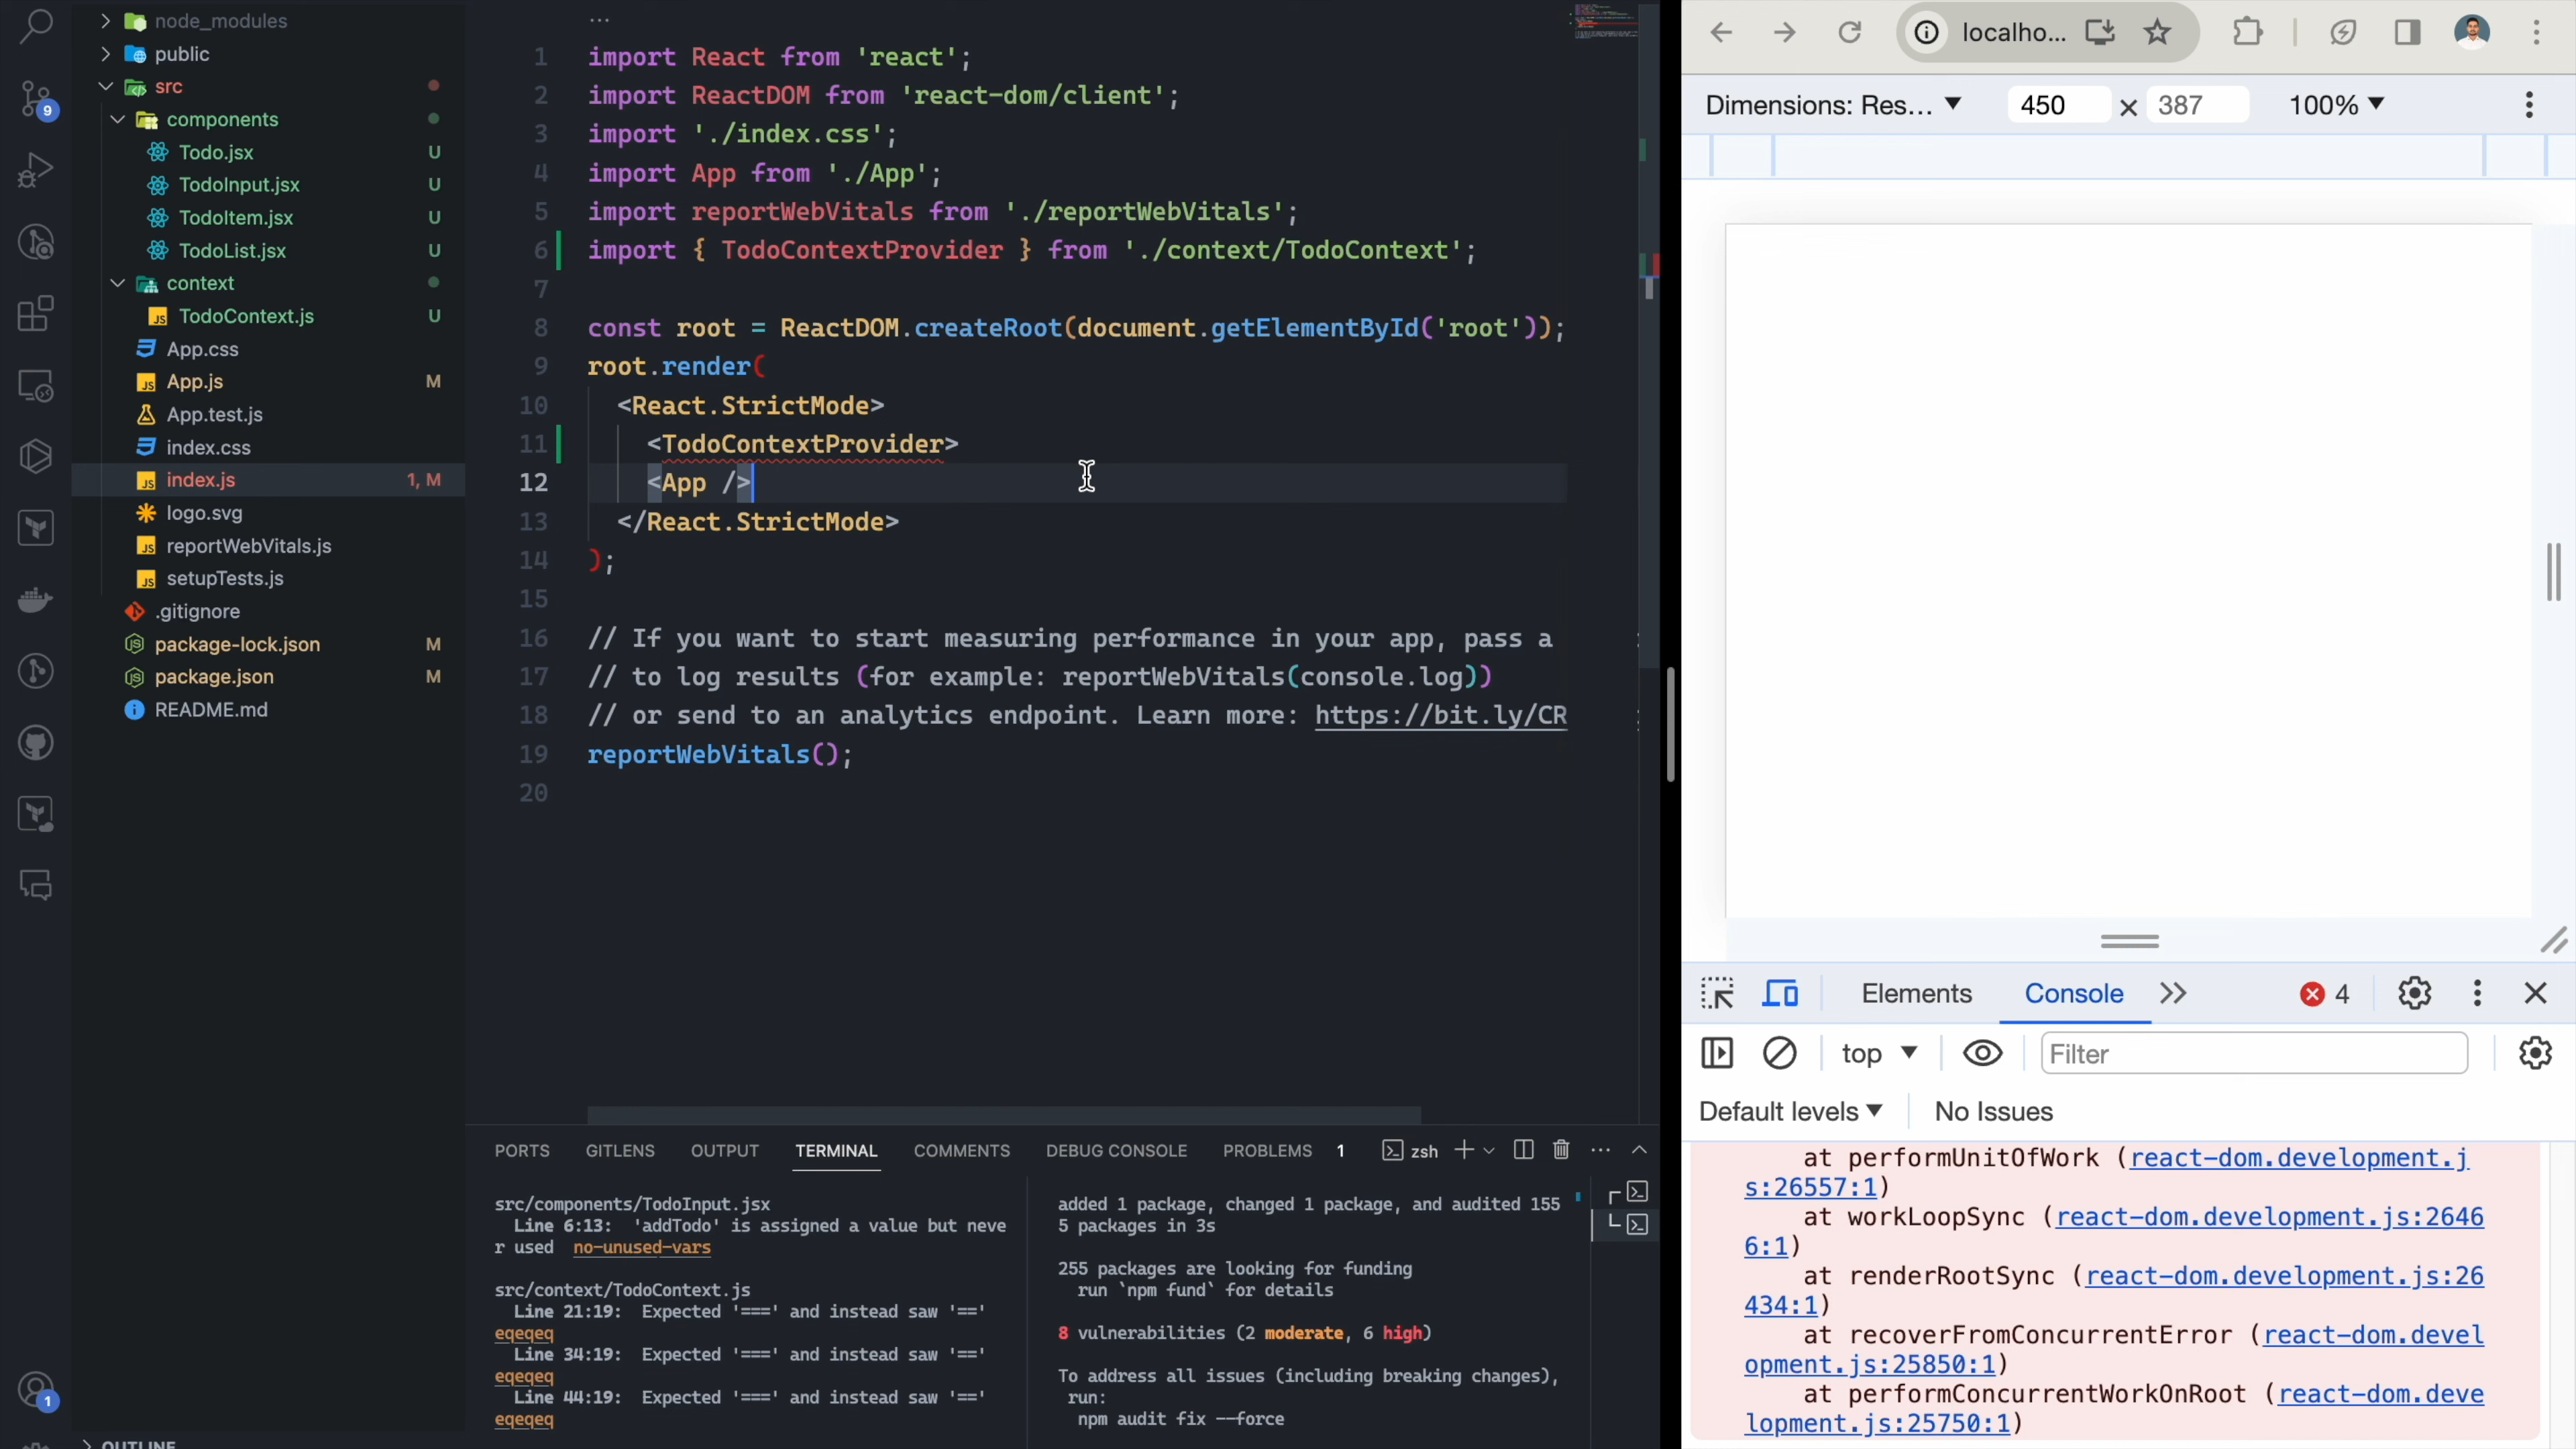 node_modules
public
src
components
Todo.jsx U
TodoInput.jsx U
TodoItem.jsx U
TodoList.jsx U
context
TodoContext.js U
App.css
App.js M
App.test.js
index.css
index.js 1, M
logo.svg
reportWebVitals.js
setupTests.js
.gitignore
package-lock.json M
package.json M
README.md
9
1
...
1 import React from 'react';
2 import ReactDOM from 'react-dom/client';
3 import './index.css';
4 import App from './App';
5 import reportWebVitals from './reportWebVitals';
6 import { TodoContextProvider } from './context/TodoContext';
7
8 const root = ReactDOM.createRoot(document.getElementById('root'));
9 root.render(
10 <React.StrictMode>
11 <TodoContextProvider>
12 <App />
13 </React.StrictMode>
14 );
15
16 // If you want to start measuring performance in your app, pass a
17 // to log results (for example: reportWebVitals(console.log))
18 // or send to an analytics endpoint. Learn more: https://bit.ly/CR
19 reportWebVitals();
20
PORTS GITLENS OUTPUT TERMINAL COMMENTS DEBUG CONSOLE PROBLEMS 1 zsh
src/components/TodoInput.jsx
Line 6:13: 'addTodo' is assigned a value but neve
r used no-unused-vars
src/context/TodoContext.js
Line 21:19: Expected '===' and instead saw '=='
eqeqeq
Line 34:19: Expected '===' and instead saw '=='
eqeqeq
Line 44:19: Expected '===' and instead saw '=='
eqeqeq
added 1 package, changed 1 package, and audited 155
5 packages in 3s
255 packages are looking for funding
run `npm fund` for details
8 vulnerabilities (2 moderate, 6 high)
To address all issues (including breaking changes),
run:
npm audit fix --force
localho...
Dimensions: Res... 450 × 387 100%
Elements Console 4
top Filter
Default levels No Issues
at performUnitOfWork (react-dom.development.j
s:26557:1)
at workLoopSync (react-dom.development.js:2646
6:1)
at renderRootSync (react-dom.development.js:26
434:1)
at recoverFromConcurrentError (react-dom.devel
opment.js:25850:1)
at performConcurrentWorkOnRoot (react-dom.deve
lopment.js:25750:1)